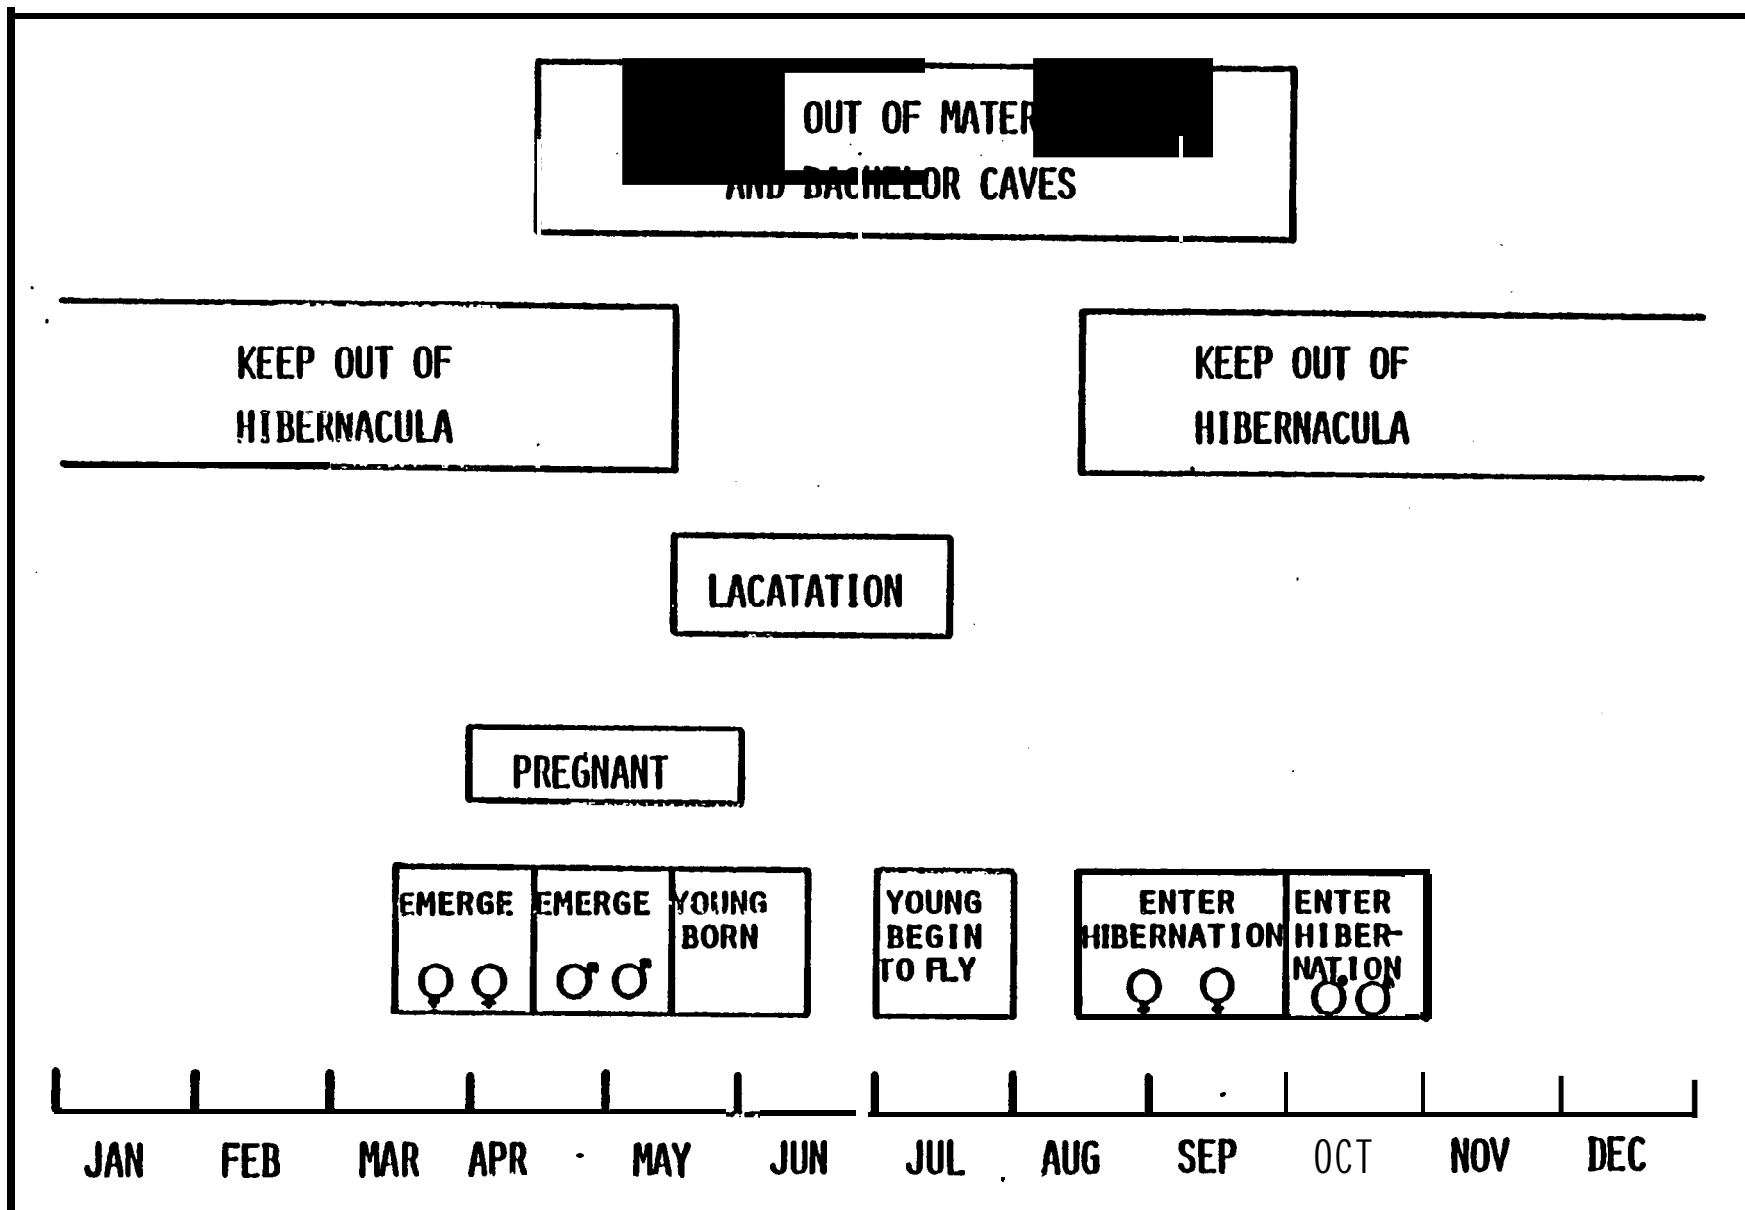 OUT OF MATER
AND BACHELOR CAVES
KEEP OUT OF
HIBERNACULA
KEEP OUT OF
HIBERNACULA
LACATATION
PREGNANT
EMERGE
♀ ♀
EMERGE
♂ ♂
YOUNG
BORN
YOUNG
BEGIN
TO FLY
ENTER
HIBERNATION
♀ ♀
ENTER
HIBER-
NATION
♂ ♂
JAN FEB MAR APR MAY JUN JUL AUG SEP OCT NOV DEC